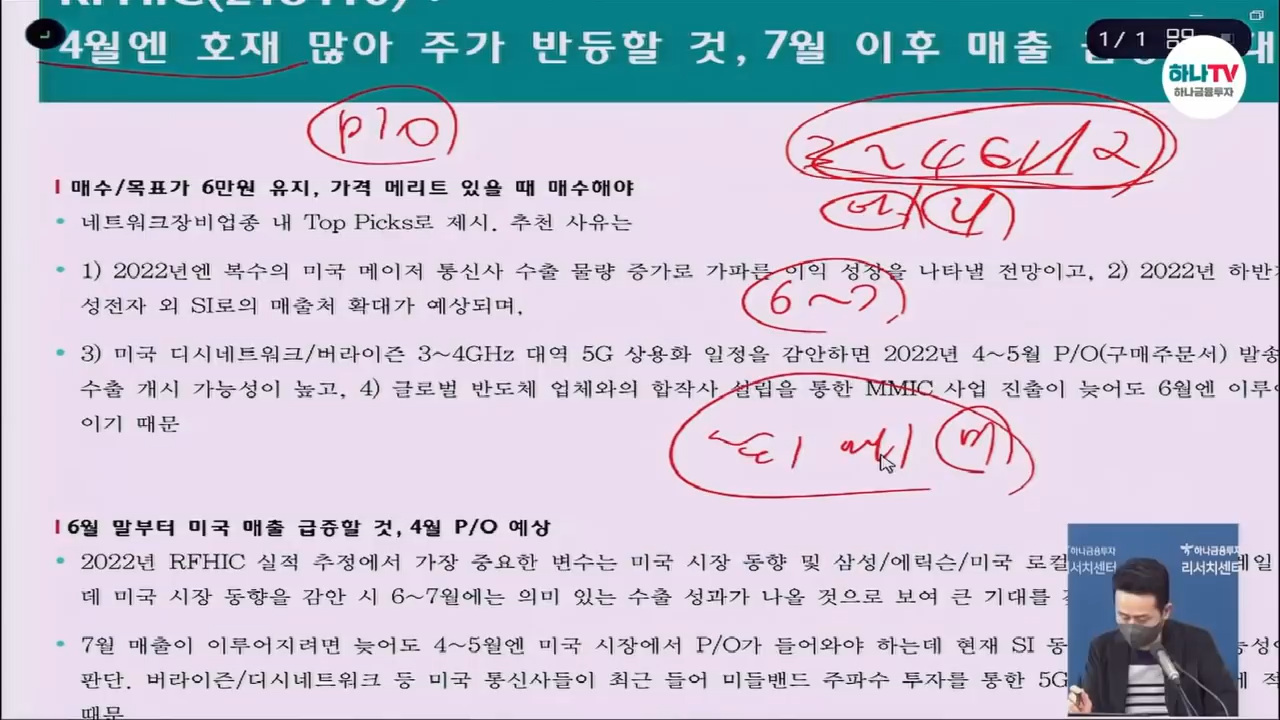 RFHIC(218410) :
4월엔 호재 많아 주가 반등할 것, 7월 이후 매출
1/1
하나TV
하나금융투자
P/O
3~4 GHz
매수/목표가 6만원 유지, 가격 메리트 있을 때 매수해야
네트워크장비업종 내 Top Picks로 제시. 추천 사유는
1) 2022년엔 복수의 미국 메이저 통신사 수출 물량 증가로 가파른 이익 성장을 나타낼 전망이고, 2) 2022년 하반
6~7
성전자 외 SI로의 매출처 확대가 예상되며,
3) 미국 디시네트워크/버라이즌 3~4GHz 대역 5G 상용화 일정을 감안하면 2022년 4~5월 P/O(구매주문서) 발송
수출 개시 가능성이 높고, 4) 글로벌 반도체 업체와의 합작사 설립을 통한 MMIC 사업 진출이 늦어도 6월엔 이루
이기 때문
6월 말부터 미국 매출 급증할 것, 4월 P/O 예상
2022년 RFHIC 실적 추정에서 가장 중요한 변수는 미국 시장 동향 및 삼성/에릭슨/미국 로컬
데 미국 시장 동향을 감안 시 6~7월에는 의미 있는 수출 성과가 나올 것으로 보여 큰 기대를
7월 매출이 이루어지려면 늦어도 4~5월엔 미국 시장에서 P/O가 들어와야 하는데 현재 SI 동
판단. 버라이즌/디시네트워크 등 미국 통신사들이 최근 들어 미들밴드 주파수 투자를 통한 5G
때문
하나금융투자
리서치센터
하나금융투자
리서치센터